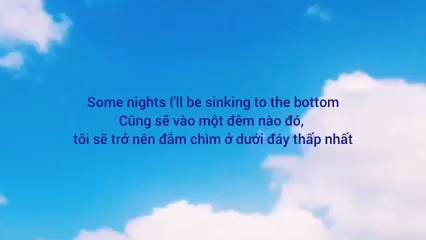 Some nights I'll be sinking to the bottom
Cũng sẽ vào một đêm nào đó,
tôi sẽ trở nên đắm chìm ở dưới đáy thấp nhất